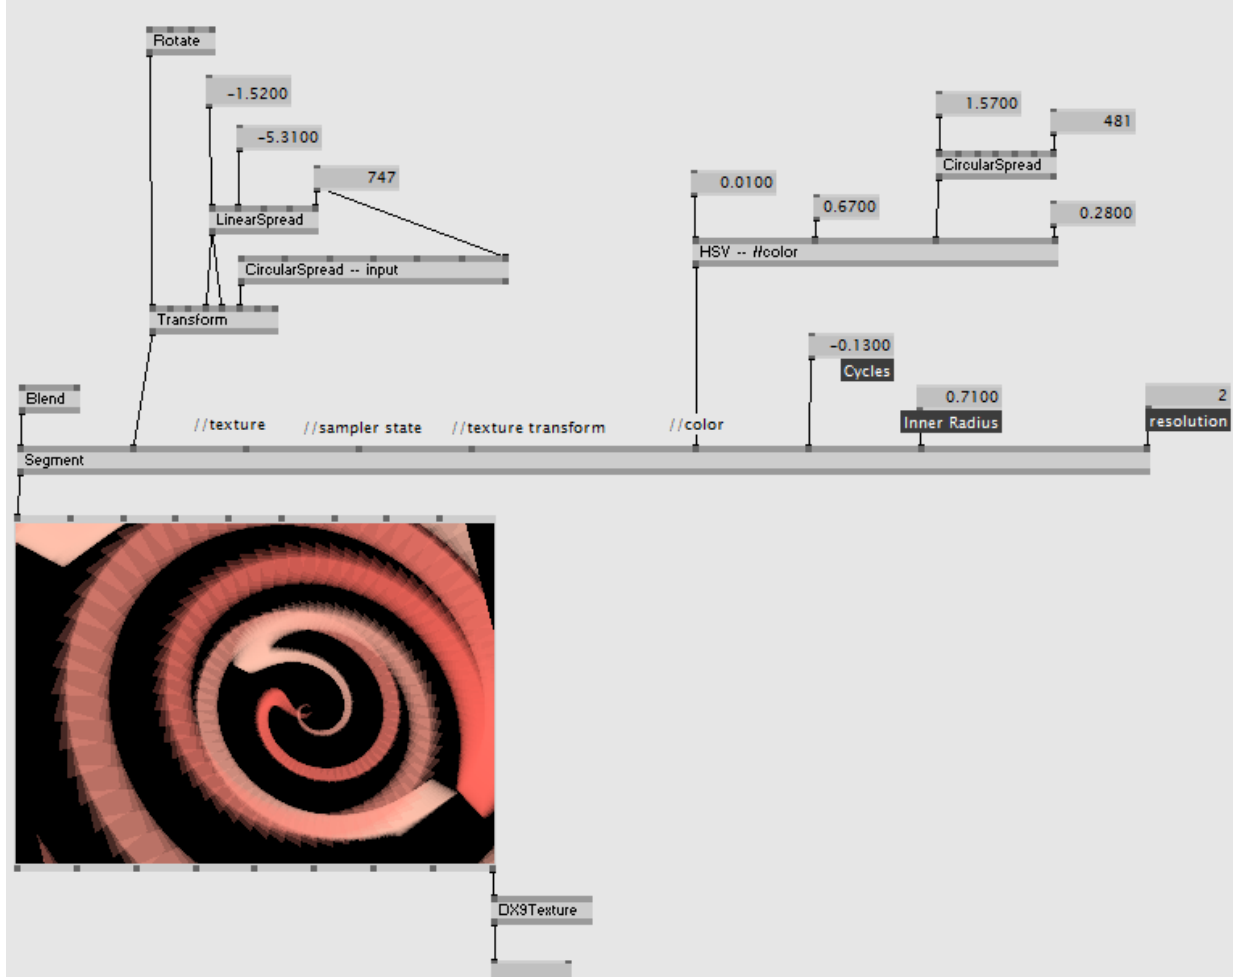 Rotate
-1.5200
-5.3100
747
LinearSpread
CircularSpread -- input
Transform
1.5700
481
CircularSpread
0.0100
0.6700
0.2800
HSV -- //color
-0.1300
Cycles
0.7100
Inner Radius
2
resolution
Blend
//texture
//sampler state
//texture transform
//color
Segment
DX9Texture